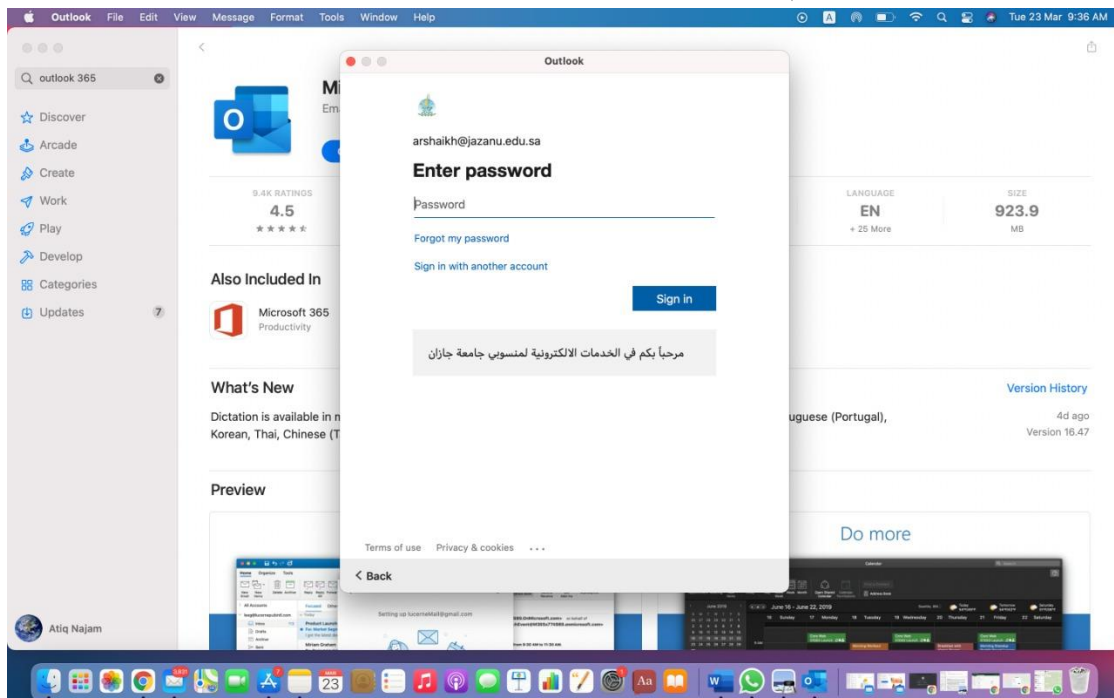 Outlook File Edit View Message Format Tools Window Help
Tue 23 Mar 9:36 AM
outlook 365
Discover
Arcade
Create
Work
Play
Develop
Categories
Updates 7
Atiq Najam
Outlook
arshaikh@jazanu.edu.sa
Enter password
Password
Forgot my password
Sign in with another account
Sign in
مرحباً بكم في الخدمات الالكترونية لمنسوبي جامعة جازان
Terms of use Privacy & cookies
Back
9.4K RATINGS
4.5
LANGUAGE
EN
+ 25 More
SIZE
923.9
MB
Also Included In
Microsoft 365
Productivity
What's New
Version History
Dictation is available in
uguese (Portugal),
4d ago
Korean, Thai, Chinese (T
Version 16.47
Preview
Do more
June 16 - June 22, 2019